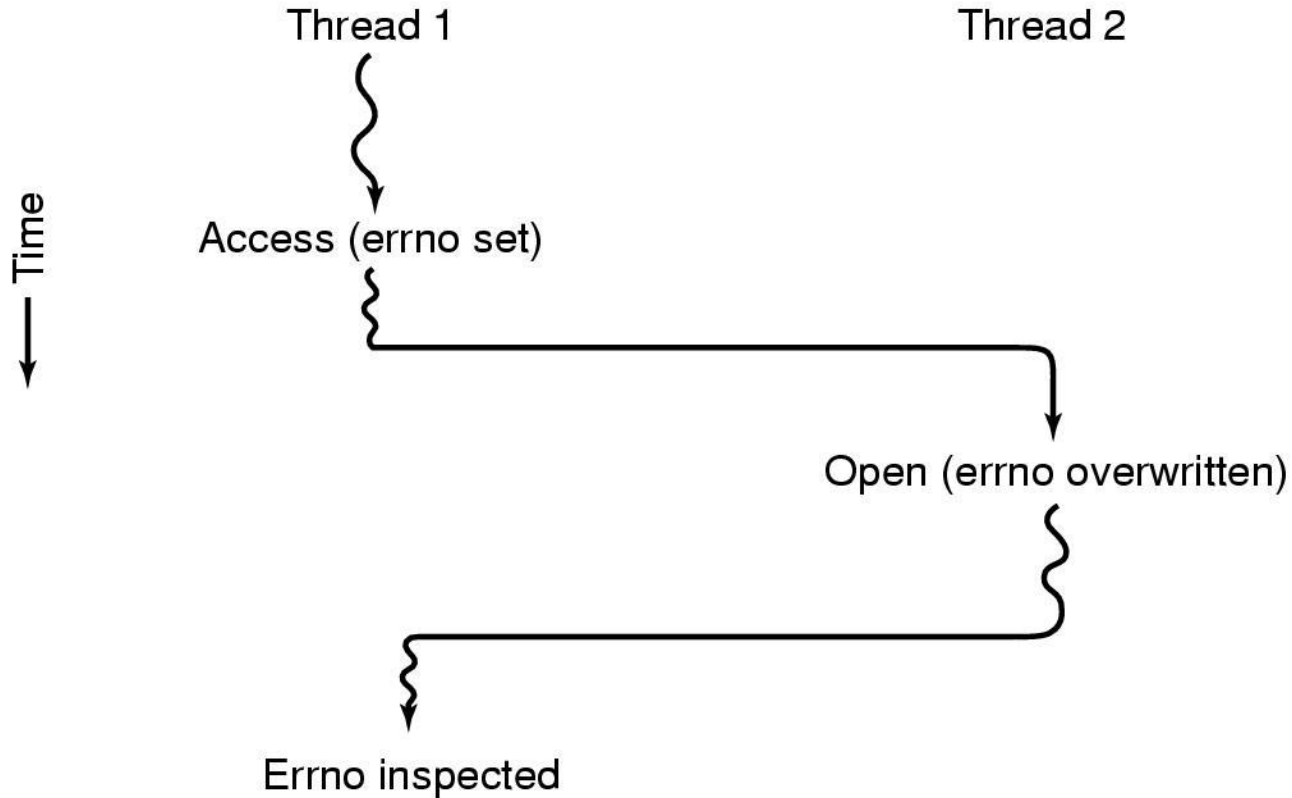 Thread 1
Thread 2
Time
Access (errno set)
Open (errno overwritten)
Errno inspected